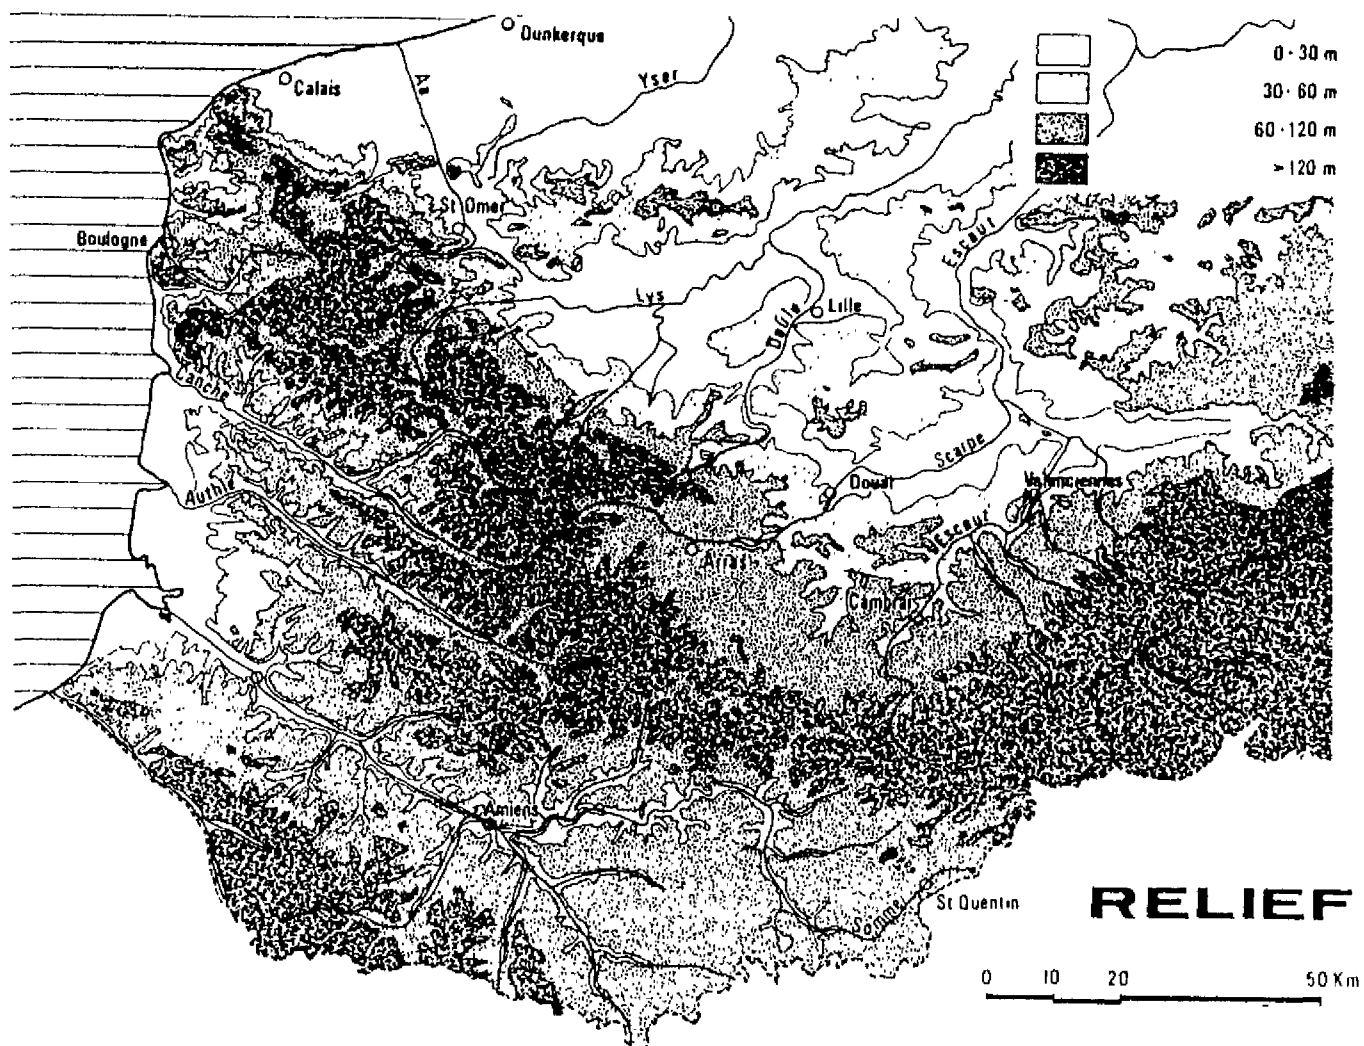 Dunkerque
Calais
Aa
Yser
0·30 m
30·60 m
60·120 m
>120 m
St Omer
Boulogne
Escaut
Lys
Lille
Deûle
Canche
Authie
Scarpe
Douai
Valenciennes
Escaut
Arras
Cambrai
Amiens
Somme
St Quentin
RELIEF
0 10 20 50 Km